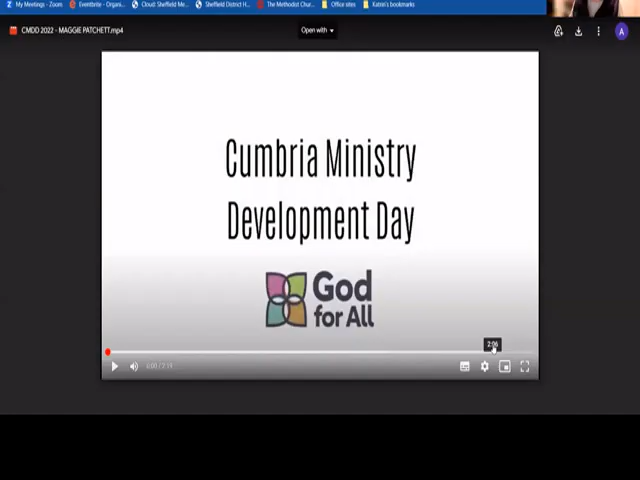 My Meetings - Zoom
Eventbrite - Organi...
Cloud: Sheffield Me...
Sheffield District H...
The Methodist Chur...
Office sites
Katrin's bookmarks
CMDD 2022 - MAGGIE PATCHETT.mp4
Open with
A
Cumbria Ministry
Development Day
God
for All
2:06